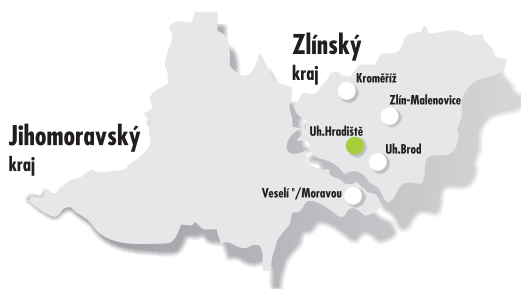 Zlínský
kraj
Kroměříž
Zlín-Malenovice
Jihomoravský
kraj
Uh.Hradiště
Uh.Brod
Veselí "/Moravou